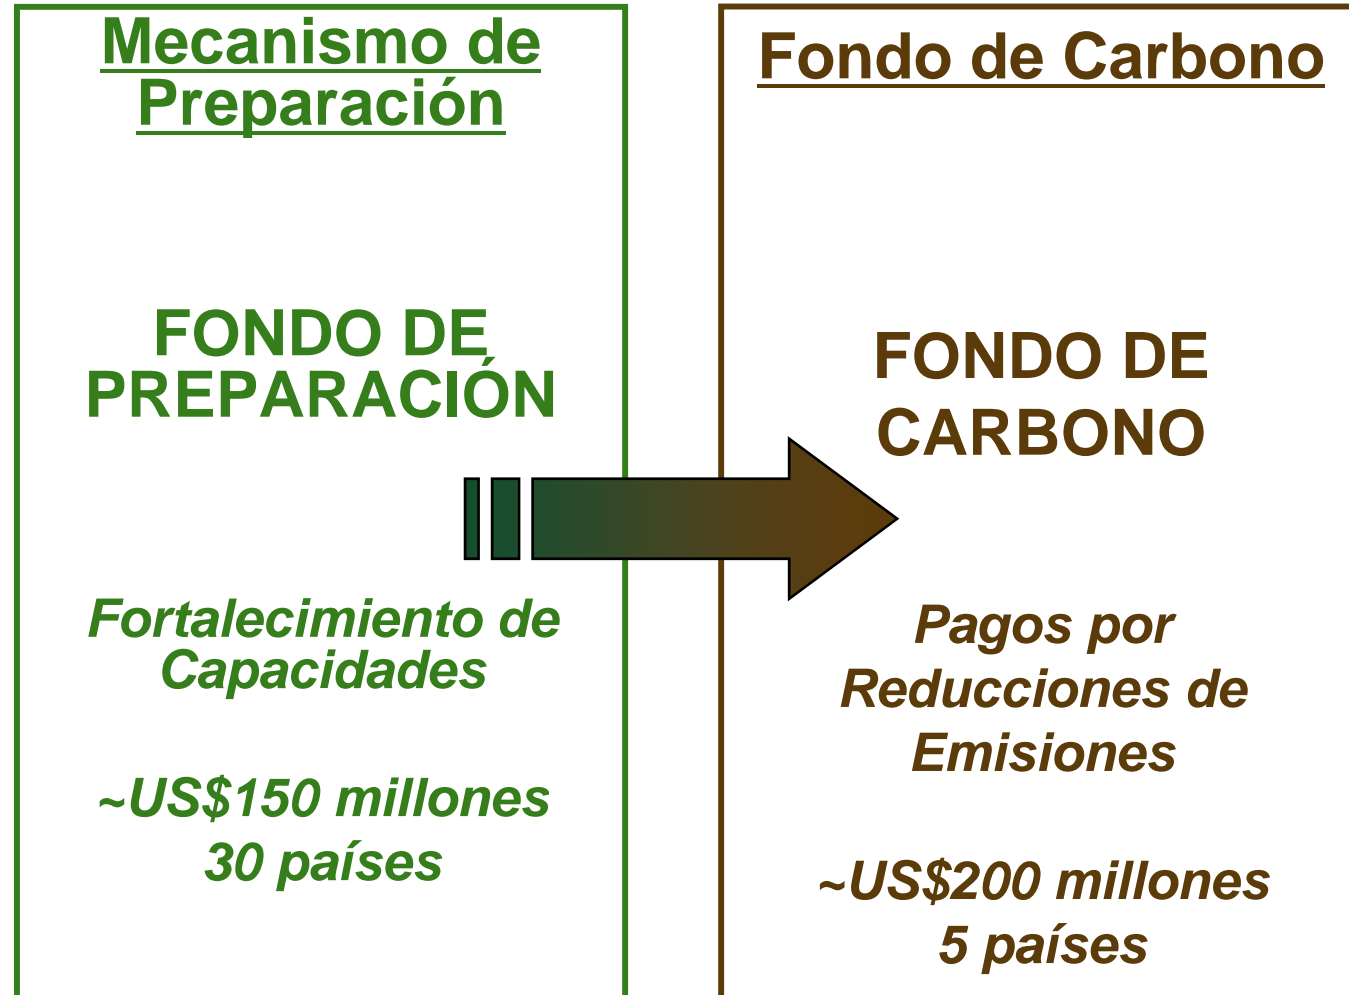 Mecanismo de
Preparación
FONDO DE
PREPARACIÓN
Fortalecimiento de
Capacidades
~US$150 millones
30 países
Fondo de Carbono
FONDO DE
CARBONO
Pagos por
Reducciones de
Emisiones
~US$200 millones
5 países